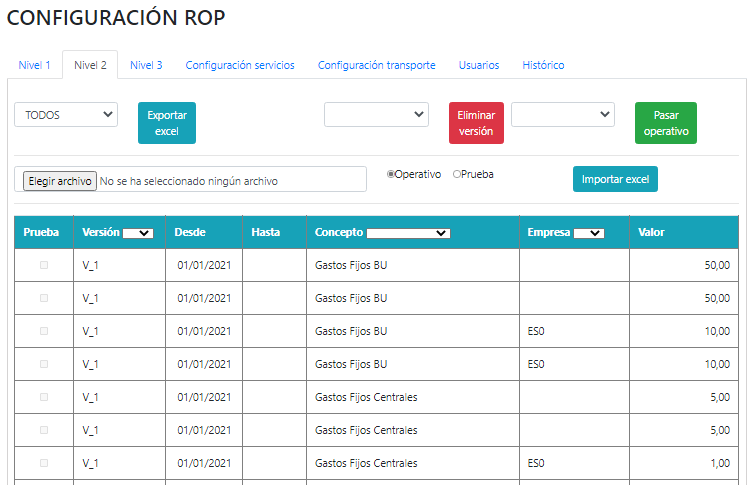 CONFIGURACIÓN ROP
Nivel 1 Nivel 2 Nivel 3 Configuración servicios Configuración transporte Usuarios Histórico
TODOS Exportar excel Eliminar versión Pasar operativo
Elegir archivo No se ha seleccionado ningún archivo Operativo Prueba Importar excel
Prueba Versión Desde Hasta Concepto Empresa Valor
V_1 01/01/2021 Gastos Fijos BU 50,00
V_1 01/01/2021 Gastos Fijos BU 50,00
V_1 01/01/2021 Gastos Fijos BU ES0 10,00
V_1 01/01/2021 Gastos Fijos BU ES0 10,00
V_1 01/01/2021 Gastos Fijos Centrales 5,00
V_1 01/01/2021 Gastos Fijos Centrales 5,00
V_1 01/01/2021 Gastos Fijos Centrales ES0 1,00